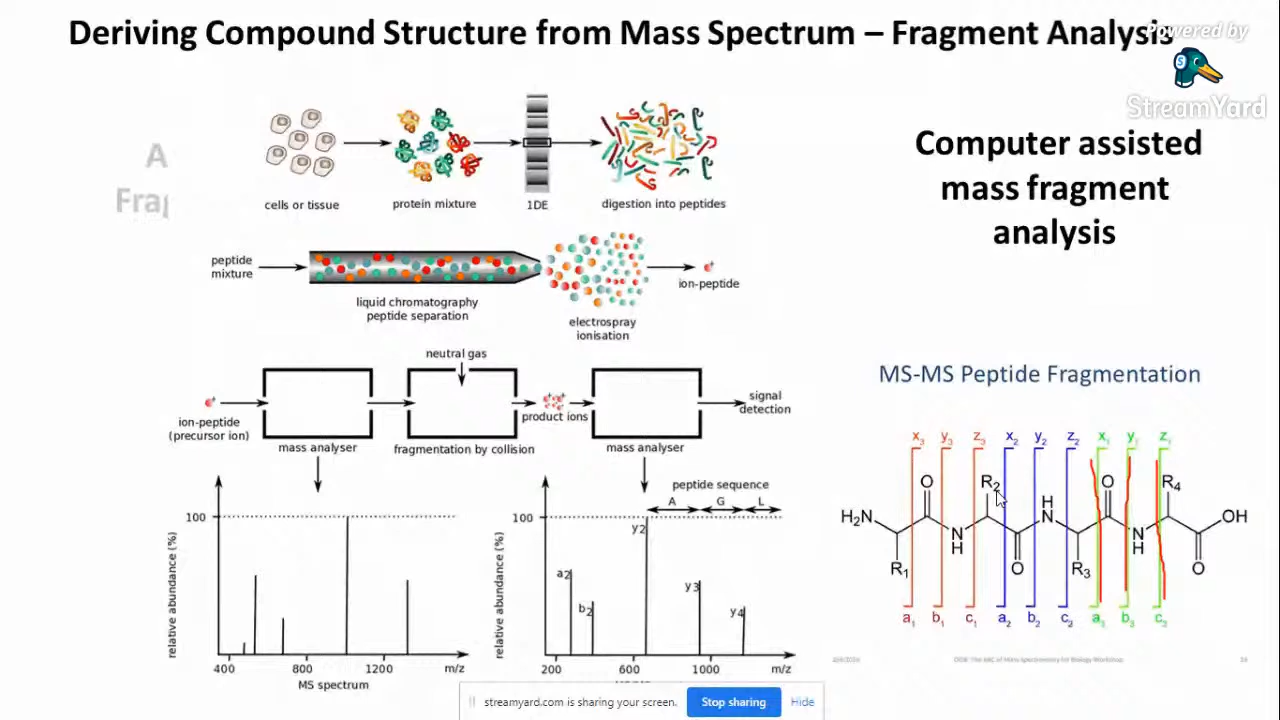 Deriving Compound Structure from Mass Spectrum – Fragment Analysis
Powered by
StreamYard
A
Frag
Computer assisted
mass fragment
analysis
cells or tissue
protein mixture
1DE
digestion into peptides
peptide
mixture
liquid chromatography
peptide separation
electrospray
ionisation
ion-peptide
neutral gas
ion-peptide
(precursor ion)
mass analyser
fragmentation by collision
product ions
mass analyser
signal
detection
relative abundance (%)
100
400 800 1200 m/z
MS spectrum
relative abundance (%)
100
peptide sequence
A G L
a2
b2
y2
y3
y4
200 600 1000 m/z
MS-MS Peptide Fragmentation
x3 y3 z3 x2 y2 z2 x1 y1 z1
H2N R1 O N H R2 O H N R3 O N H R4 O OH
a1 b1 c1 a2 b2 c2 a3 b3 c3
streamyard.com is sharing your screen.
Stop sharing
Hide